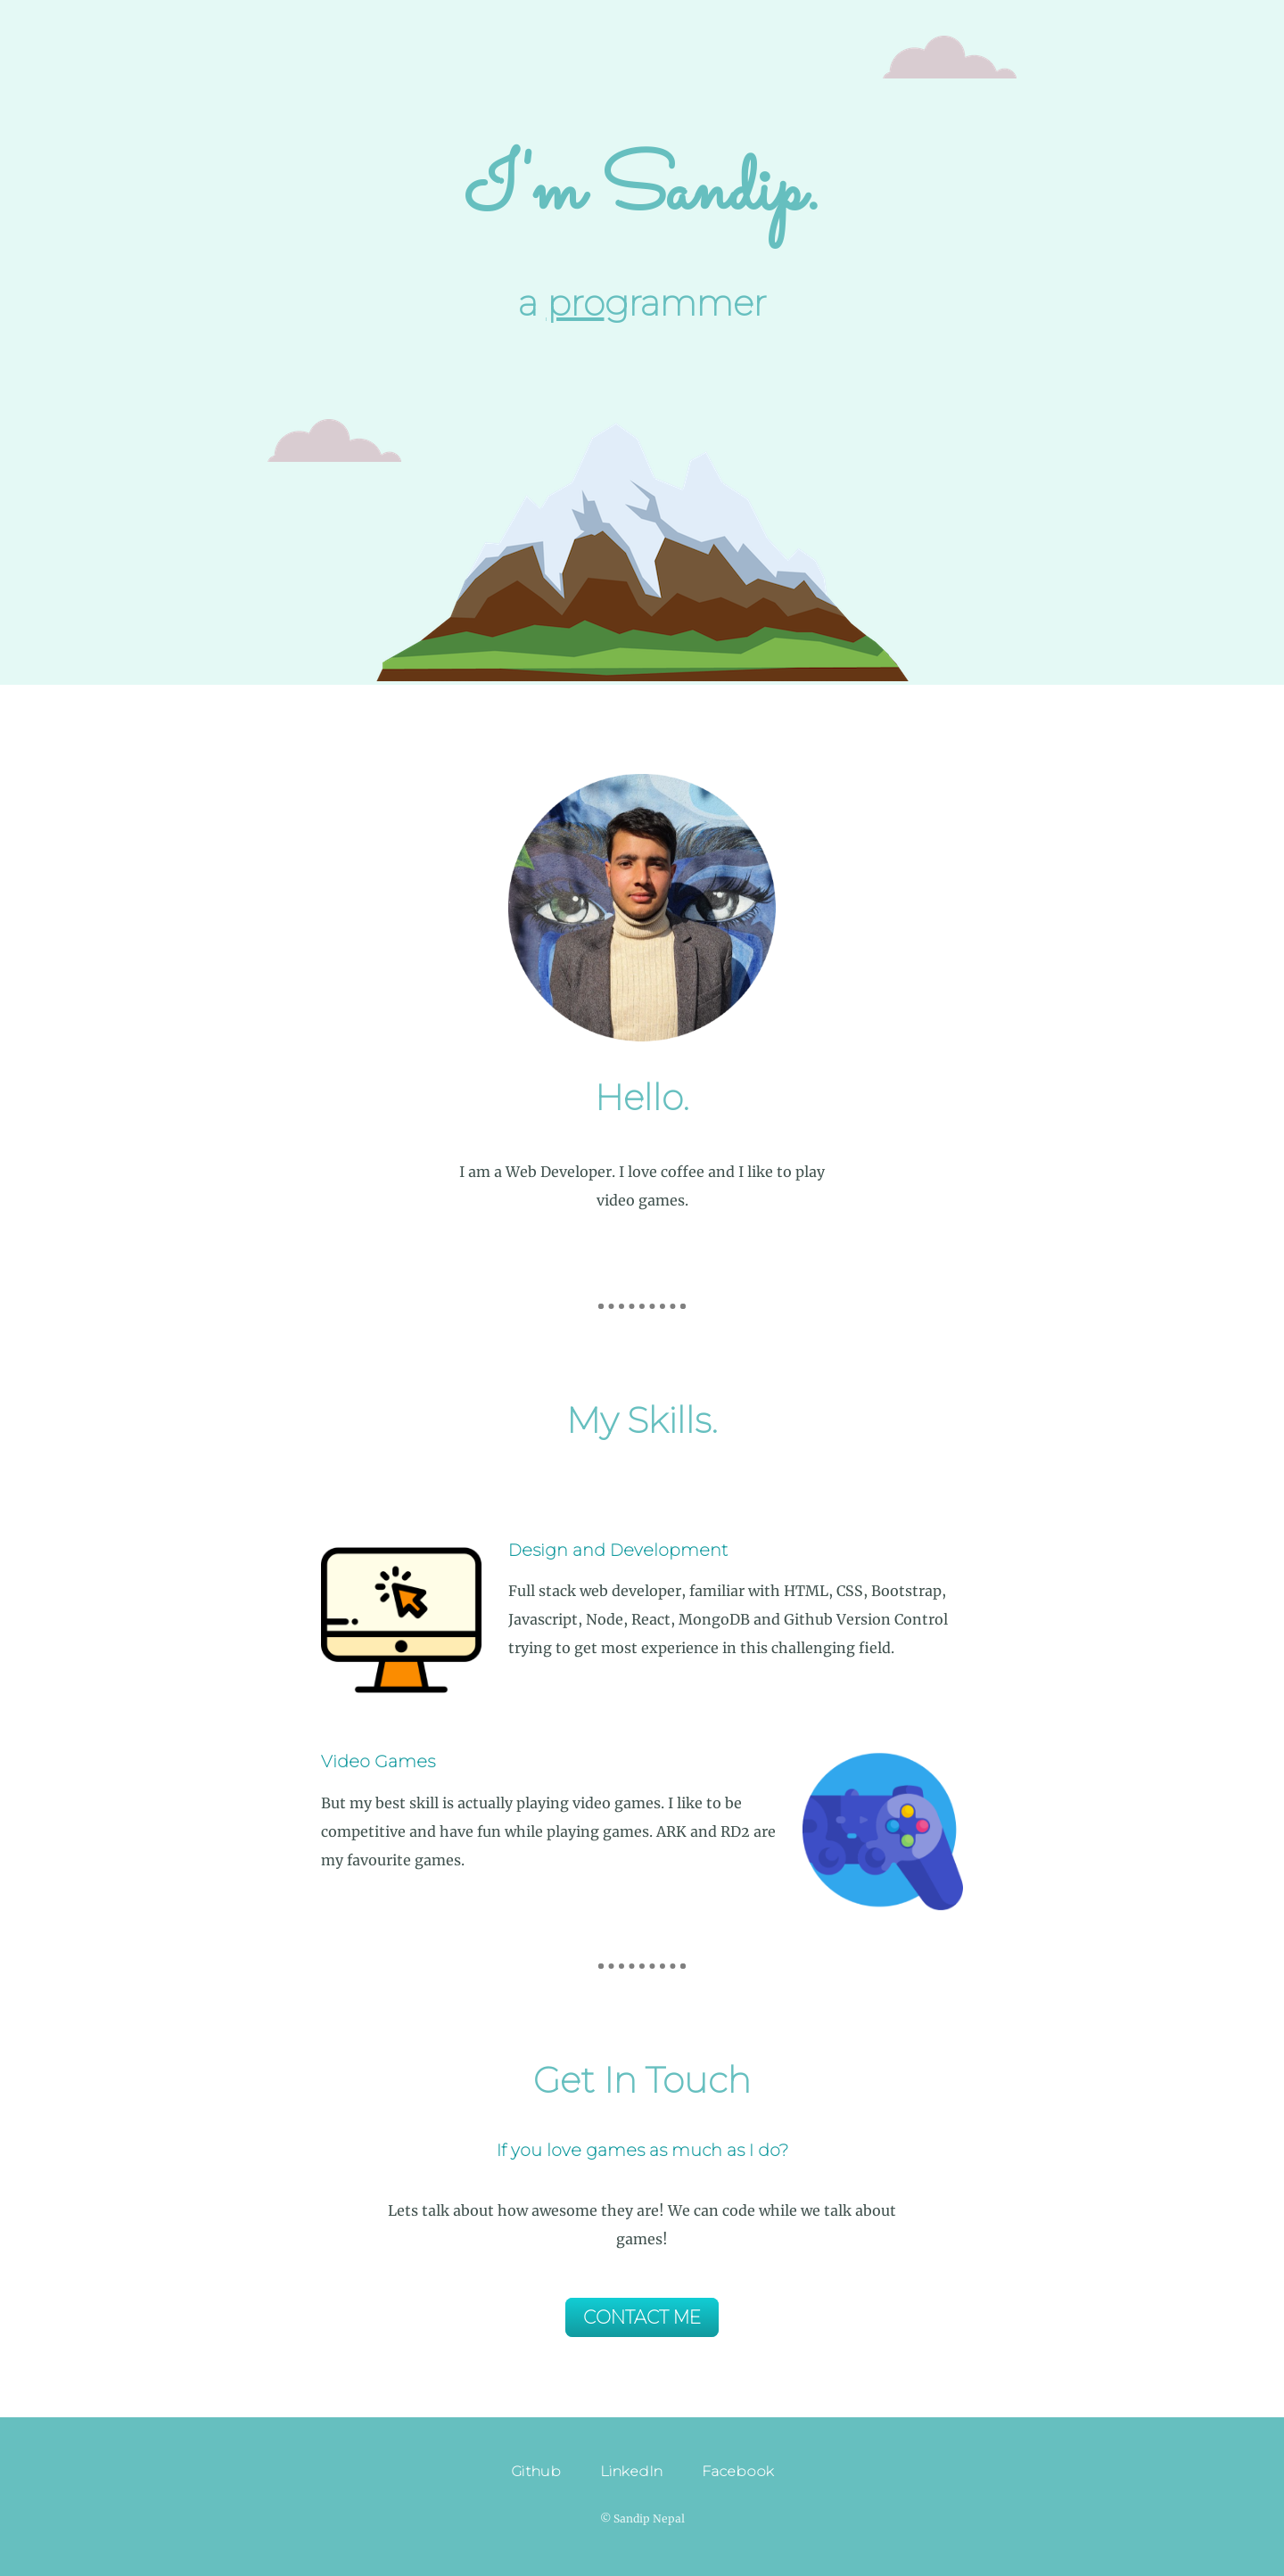 I'm Sandip.
a programmer
Hello.
I am a Web Developer. I love coffee and I like to play
video games.
My Skills.
Design and Development
Full stack web developer, familiar with HTML, CSS, Bootstrap,
Javascript, Node, React, MongoDB and Github Version Control
trying to get most experience in this challenging field.
Video Games
But my best skill is actually playing video games. I like to be
competitive and have fun while playing games. ARK and RD2 are
my favourite games.
Get In Touch
If you love games as much as I do?
Lets talk about how awesome they are! We can code while we talk about
games!
CONTACT ME
Github LinkedIn Facebook
© Sandip Nepal